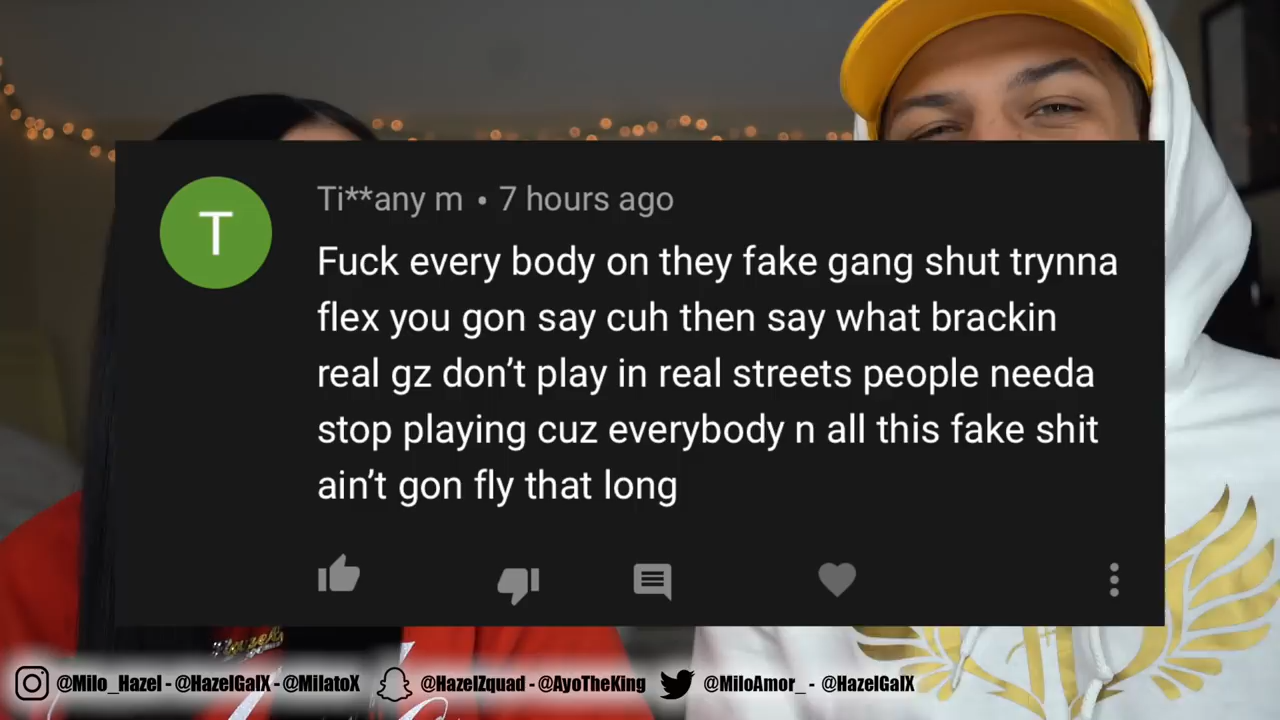 Ti**any m • 7 hours ago
T
Fuck every body on they fake gang shut trynna
flex you gon say cuh then say what brackin
real gz don’t play in real streets people needa
stop playing cuz everybody n all this fake shit
ain’t gon fly that long
@Milo_Hazel - @HazelGalX - @MilatoX @HazelZquad - @AyoTheKing @MiloAmor_ - @HazelGalX